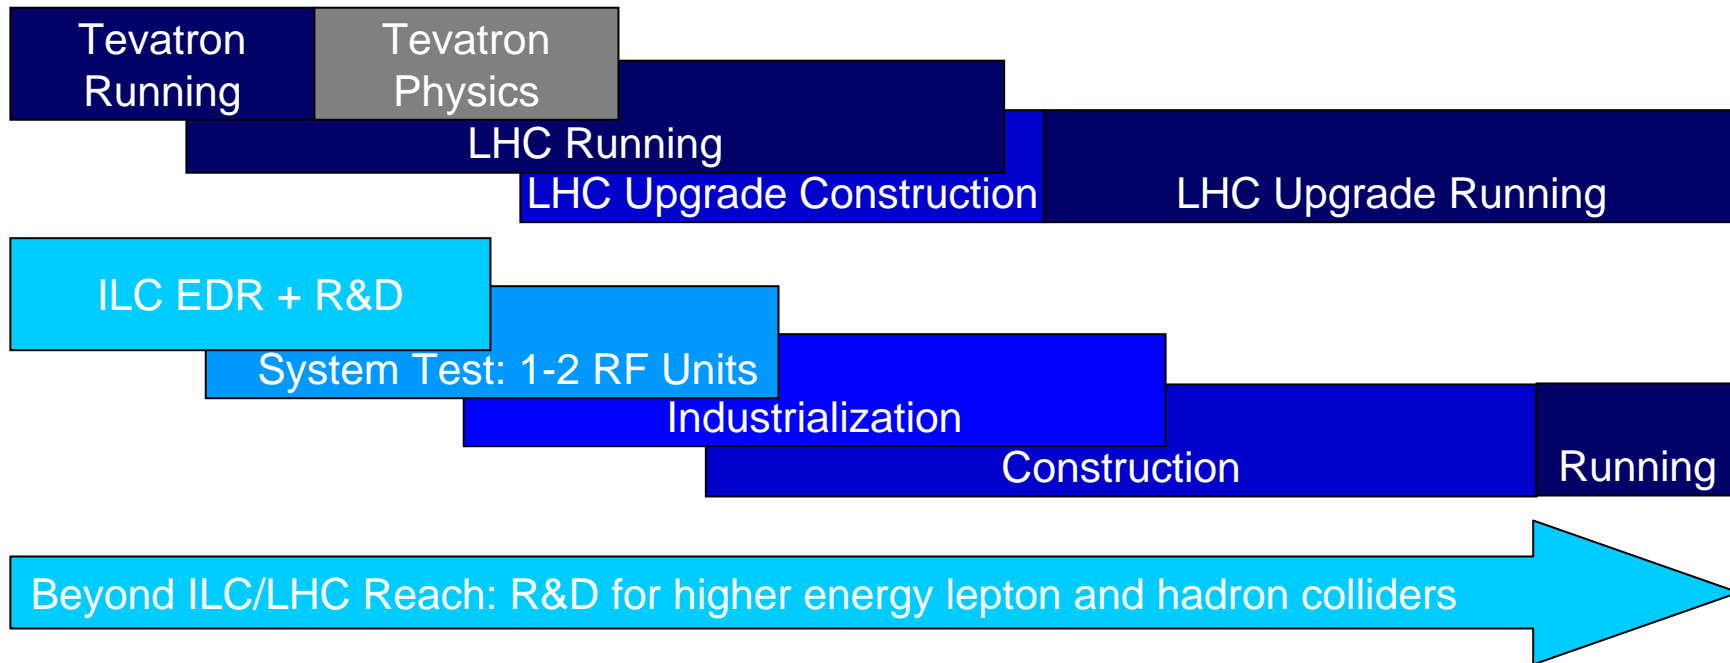 Tevatron
Running
Tevatron
Physics
LHC Running
LHC Upgrade Construction
LHC Upgrade Running
ILC EDR + R&D
System Test: 1-2 RF Units
Industrialization
Construction
Running
Beyond ILC/LHC Reach: R&D for higher energy lepton and hadron colliders